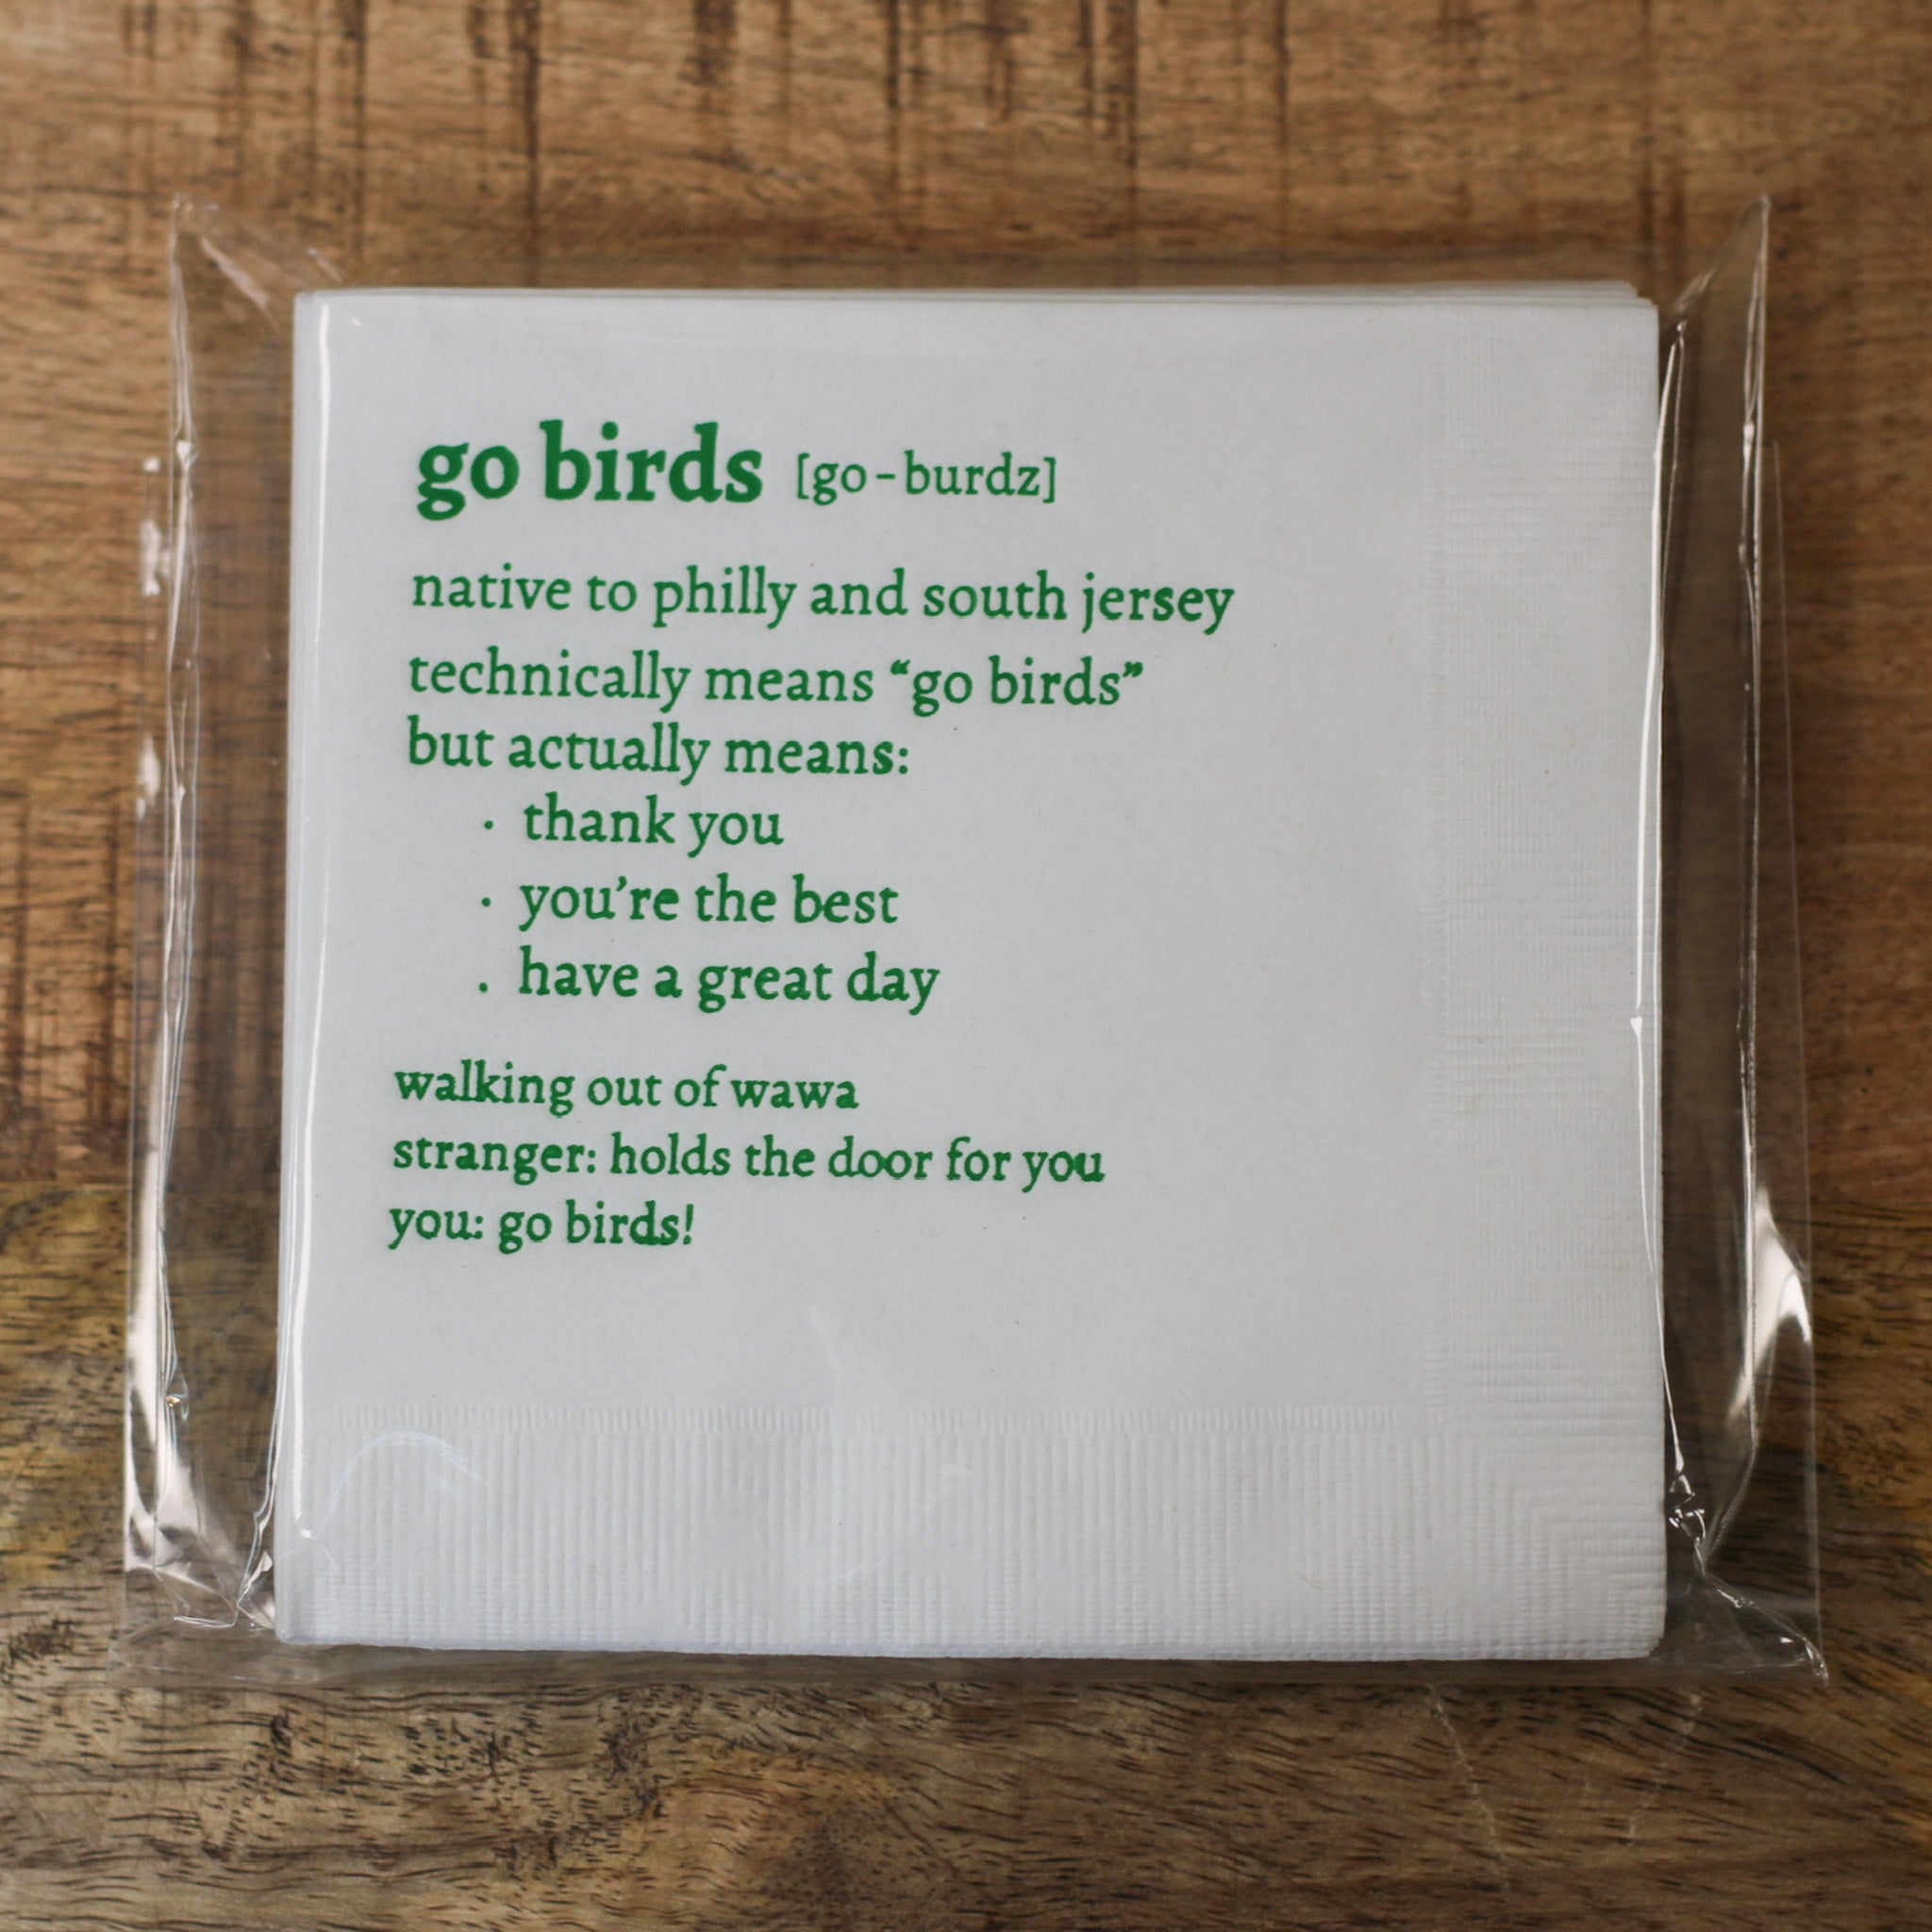 go birds [go-burdz]
native to philly and south jersey
technically means “go birds”
but actually means:
· thank you
· you’re the best
. have a great day
walking out of wawa
stranger: holds the door for you
you: go birds!